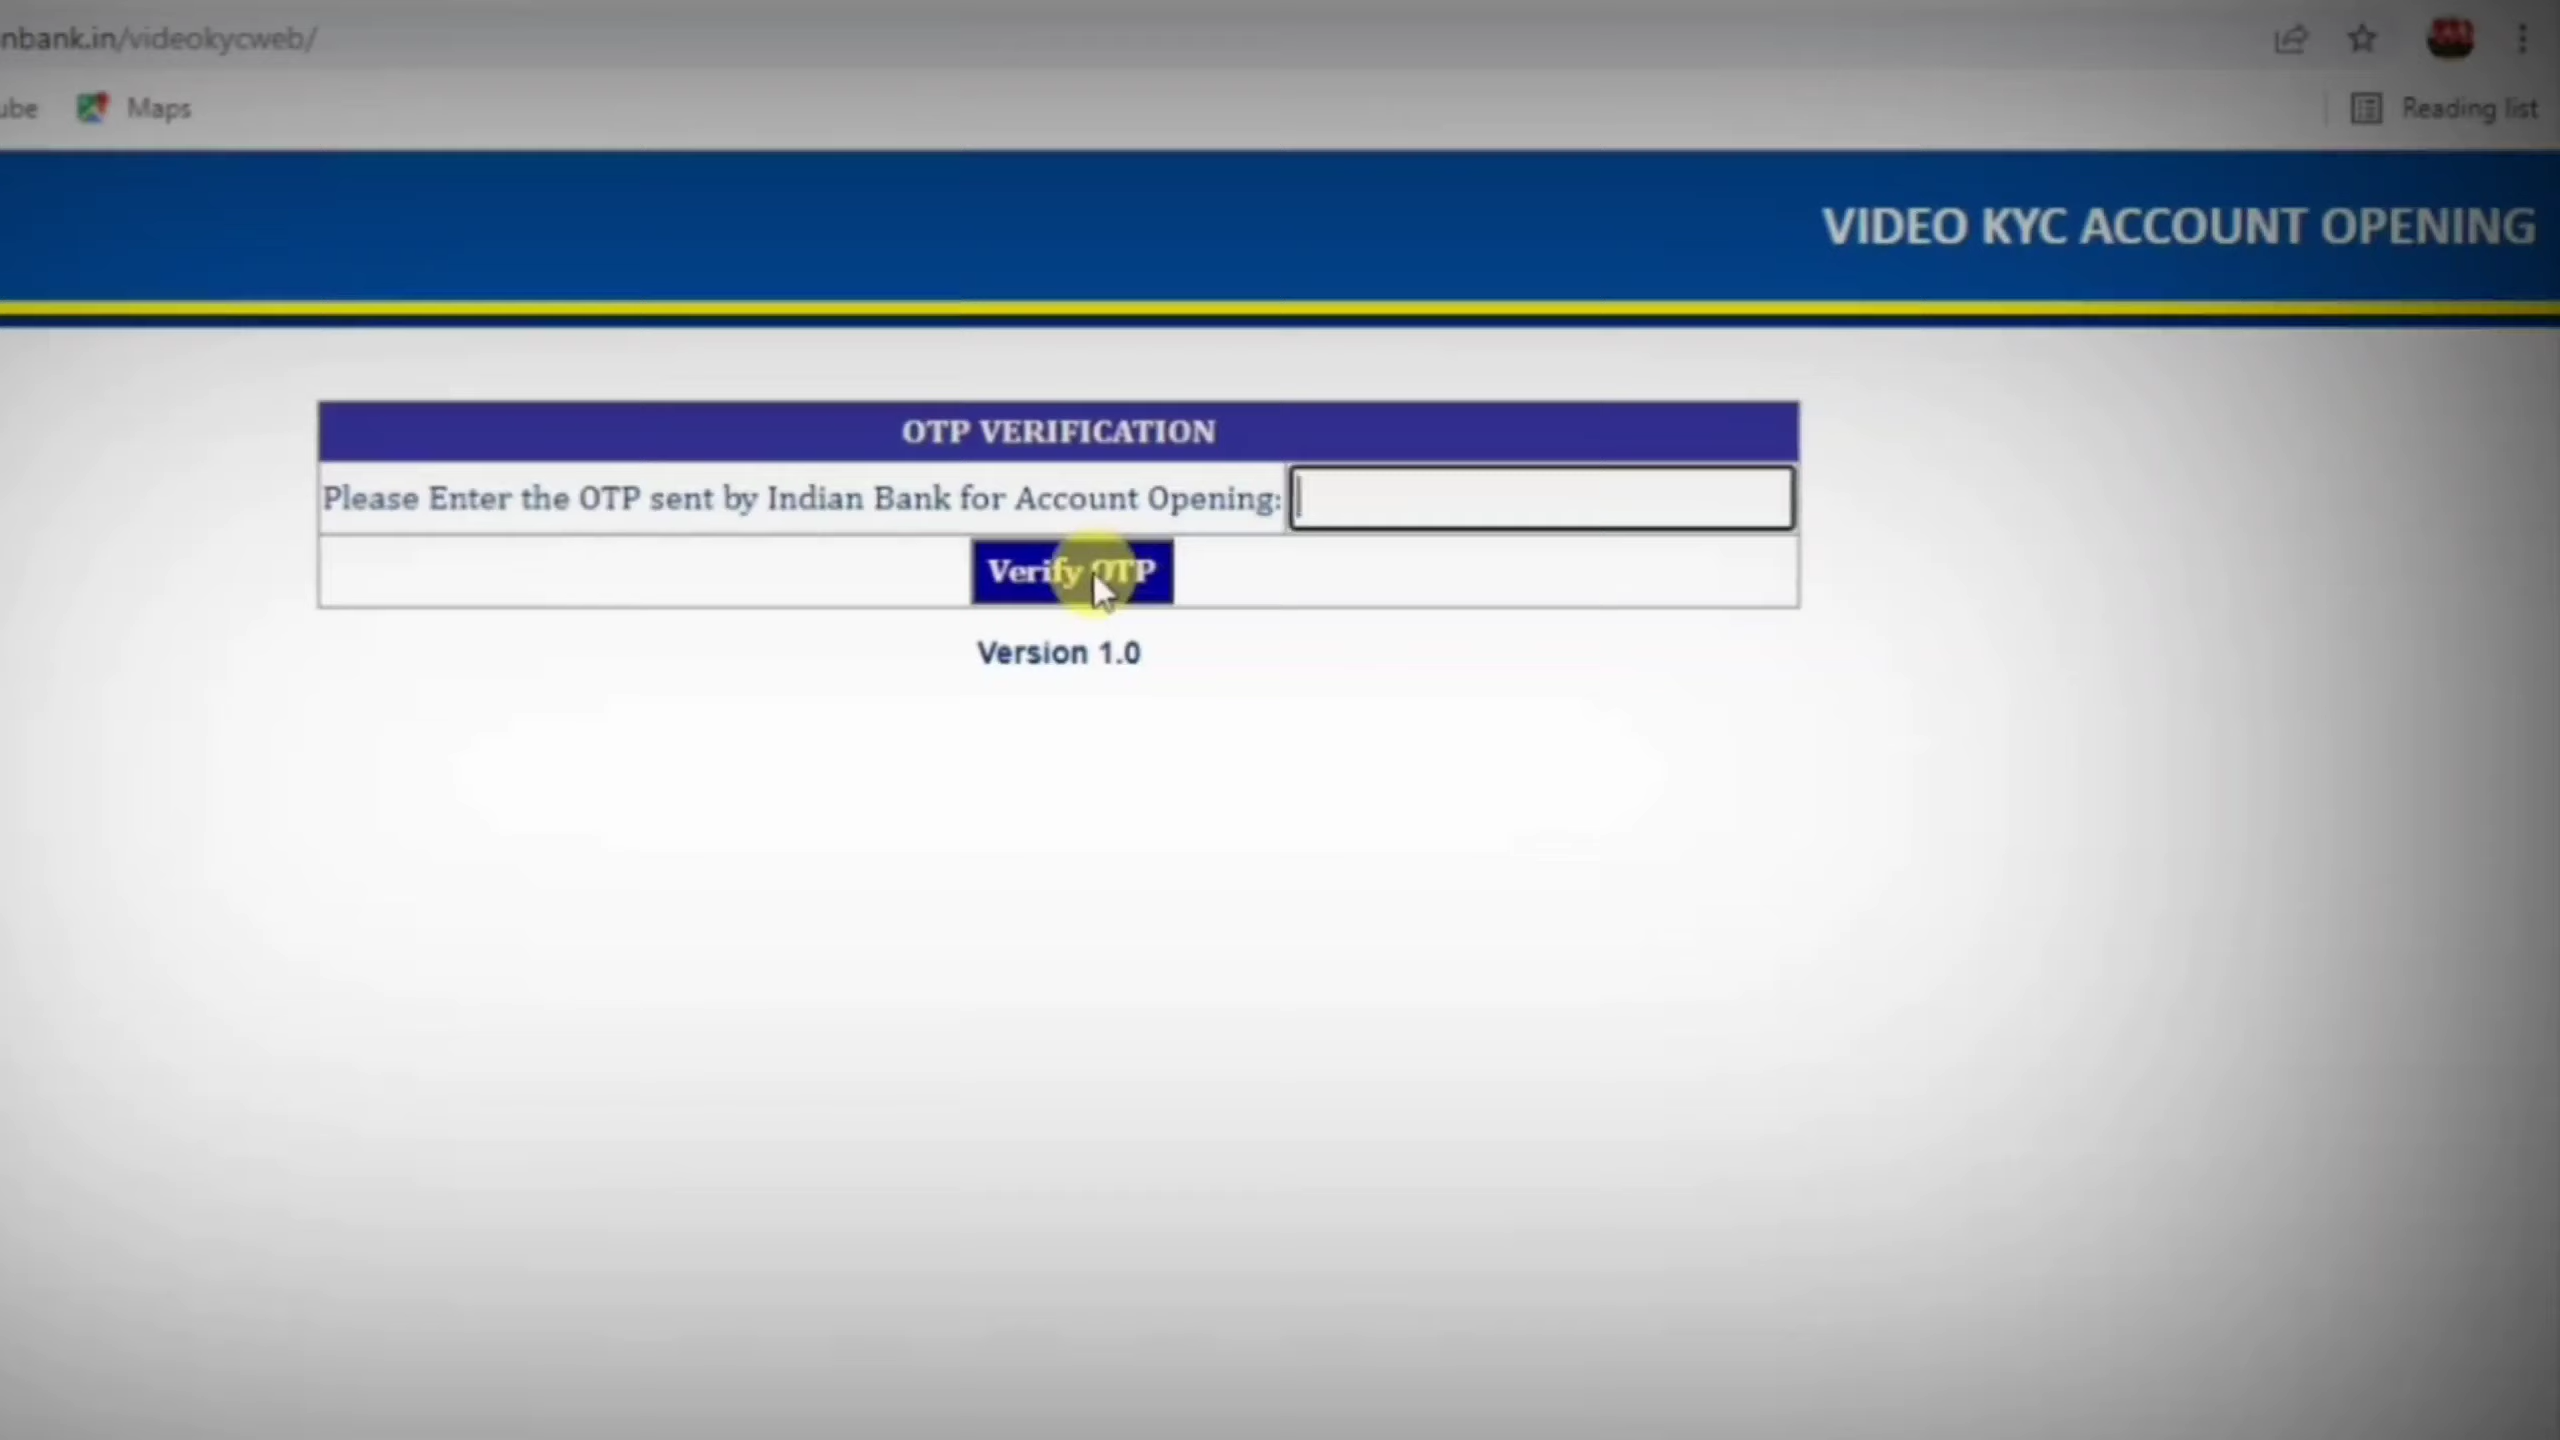 nbank.in/videokycweb/
ube Maps Reading list
VIDEO KYC ACCOUNT OPENING
OTP VERIFICATION
Please Enter the OTP sent by Indian Bank for Account Opening:
Verify OTP
Version 1.0